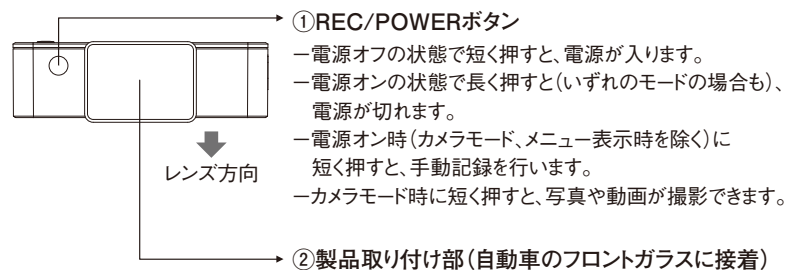 ①REC/POWERボタン
ー電源オフの状態で短く押すと、電源が入ります。
ー電源オンの状態で長く押すと（いずれのモードの場合も）、
電源が切れます。
ー電源オン時（カメラモード、メニュー表示時を除く）に
短く押すと、手動記録を行います。
ーカメラモード時に短く押すと、写真や動画が撮影できます。
レンズ方向
②製品取り付け部（自動車のフロントガラスに接着）